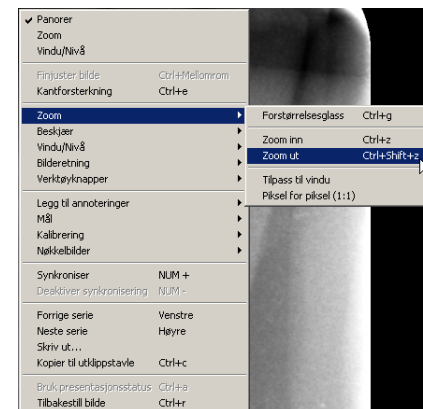 Panorer
Zoom
Vindu/Nivå
Finjuster bilde Ctrl+Mellomrom
Kantforsterkning Ctrl+e
Zoom
Beskjær
Vindu/Nivå
Bilderetning
Verktøyknapper
Legg til annoteringer
Mål
Kalibrering
Nøkkelbilder
Synkroniser NUM +
Deaktiver synkronisering NUM -
Forrige serie Venstre
Neste serie Høyre
Skriv ut...
Kopier til utklippstavle Ctrl+c
Bruk presentasjonsstatus Ctrl+a
Tilbakestill bilde Ctrl+r
Forstørrelsesglass Ctrl+g
Zoom inn Ctrl+z
Zoom ut Ctrl+Shift+z
Tilpass til vindu
Piksel for piksel (1:1)